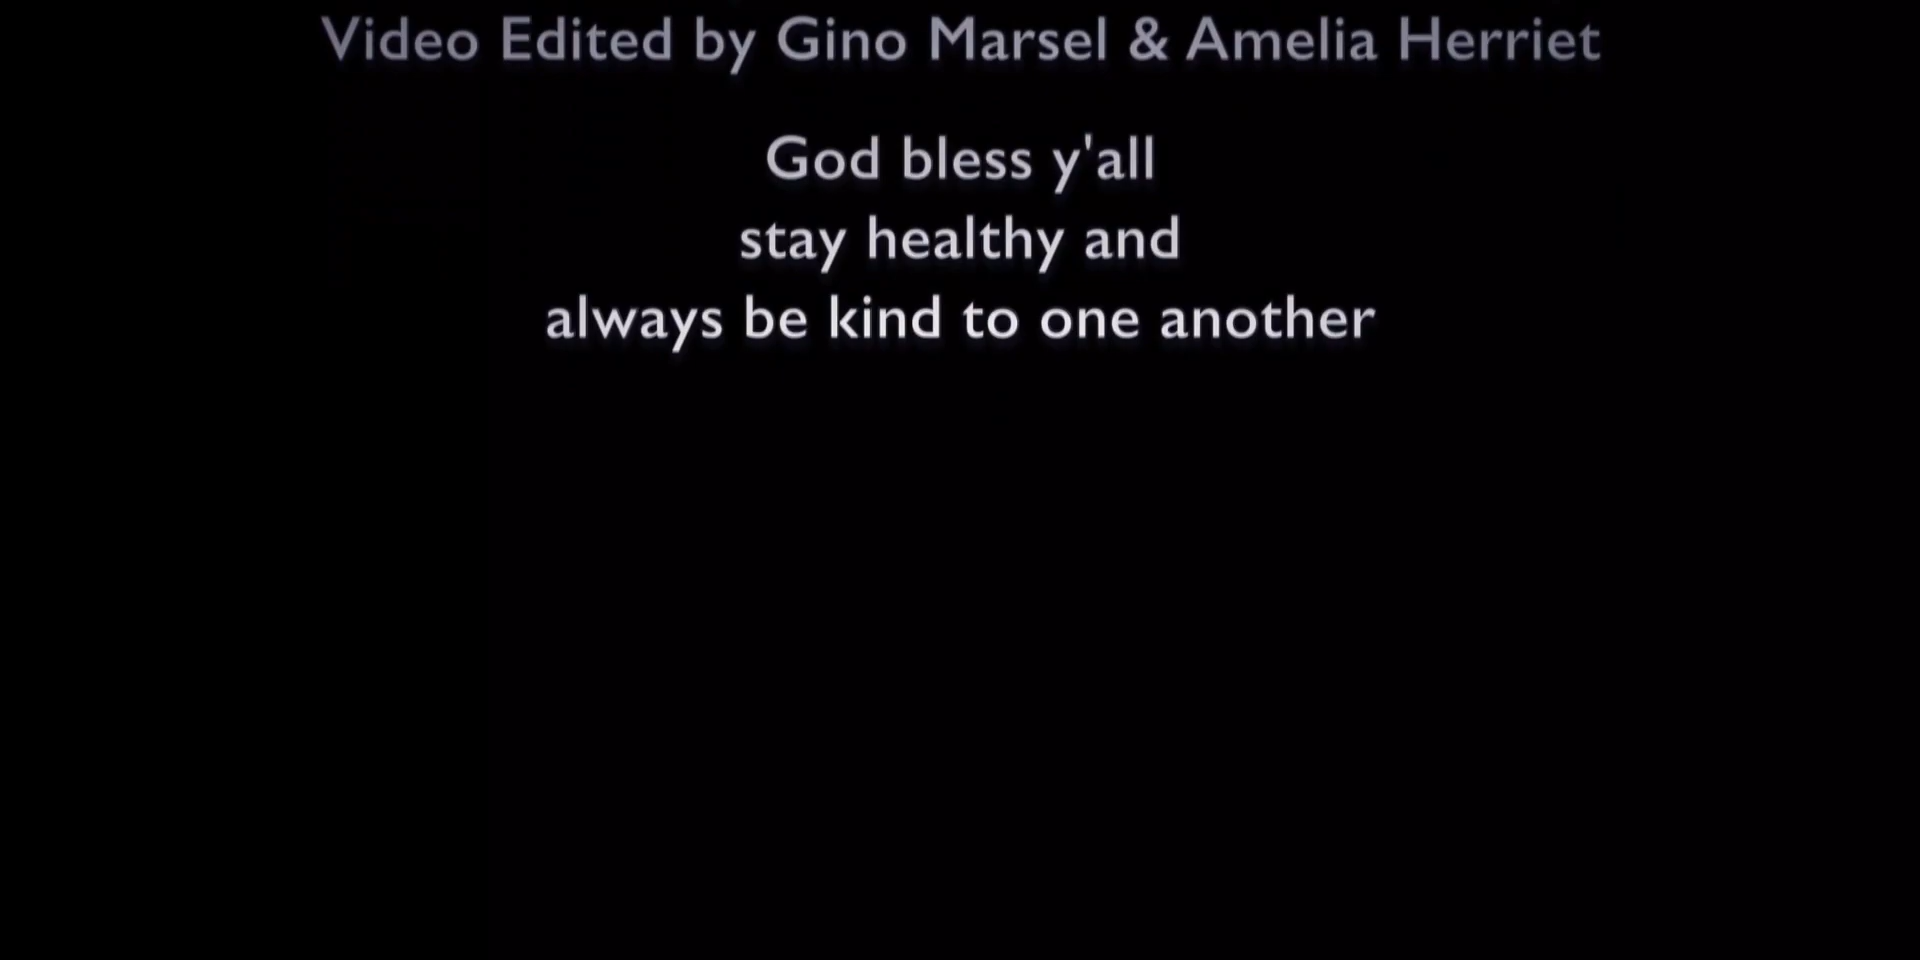 Video Edited by Gino Marsel & Amelia Herriet
God bless y'all
stay healthy and
always be kind to one another